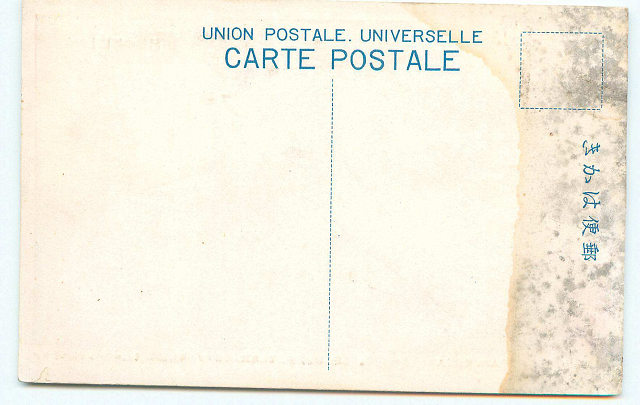 UNION POSTALE. UNIVERSELLE
CARTE POSTALE
郵便はかき